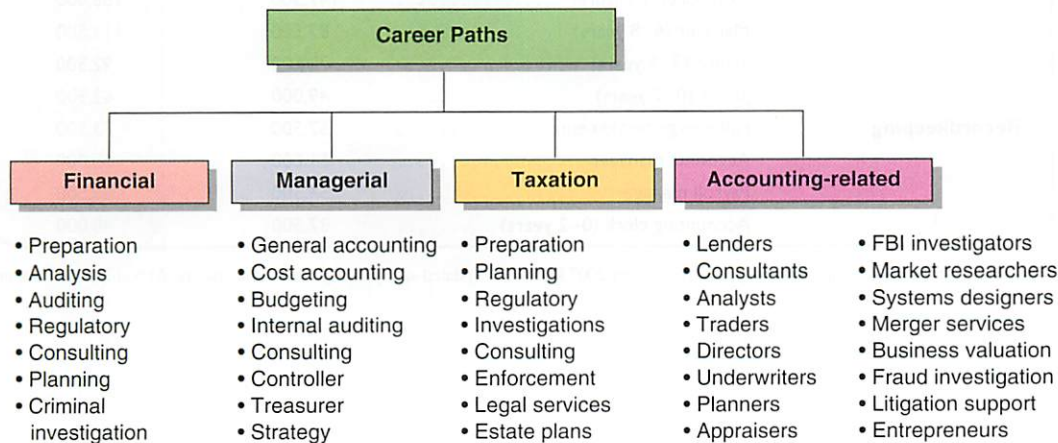 Career Paths
Financial
Managerial
Taxation
Accounting-related
• Preparation
• Analysis
• Auditing
• Regulatory
• Consulting
• Planning
• Criminal
investigation
• General accounting
• Cost accounting
• Budgeting
• Internal auditing
• Consulting
• Controller
• Treasurer
• Strategy
• Preparation
• Planning
• Regulatory
• Investigations
• Consulting
• Enforcement
• Legal services
• Estate plans
• Lenders
• Consultants
• Analysts
• Traders
• Directors
• Underwriters
• Planners
• Appraisers
• FBI investigators
• Market researchers
• Systems designers
• Merger services
• Business valuation
• Fraud investigation
• Litigation support
• Entrepreneurs